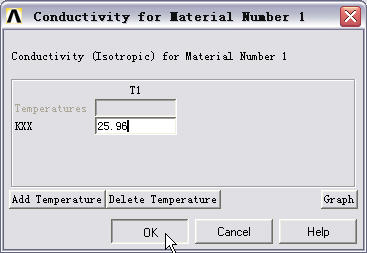 Conductivity for Material Number 1
Conductivity (Isotropic) for Material Number 1
T1
Temperatures
KXX 25.96
Add Temperature Delete Temperature Graph
OK Cancel Help